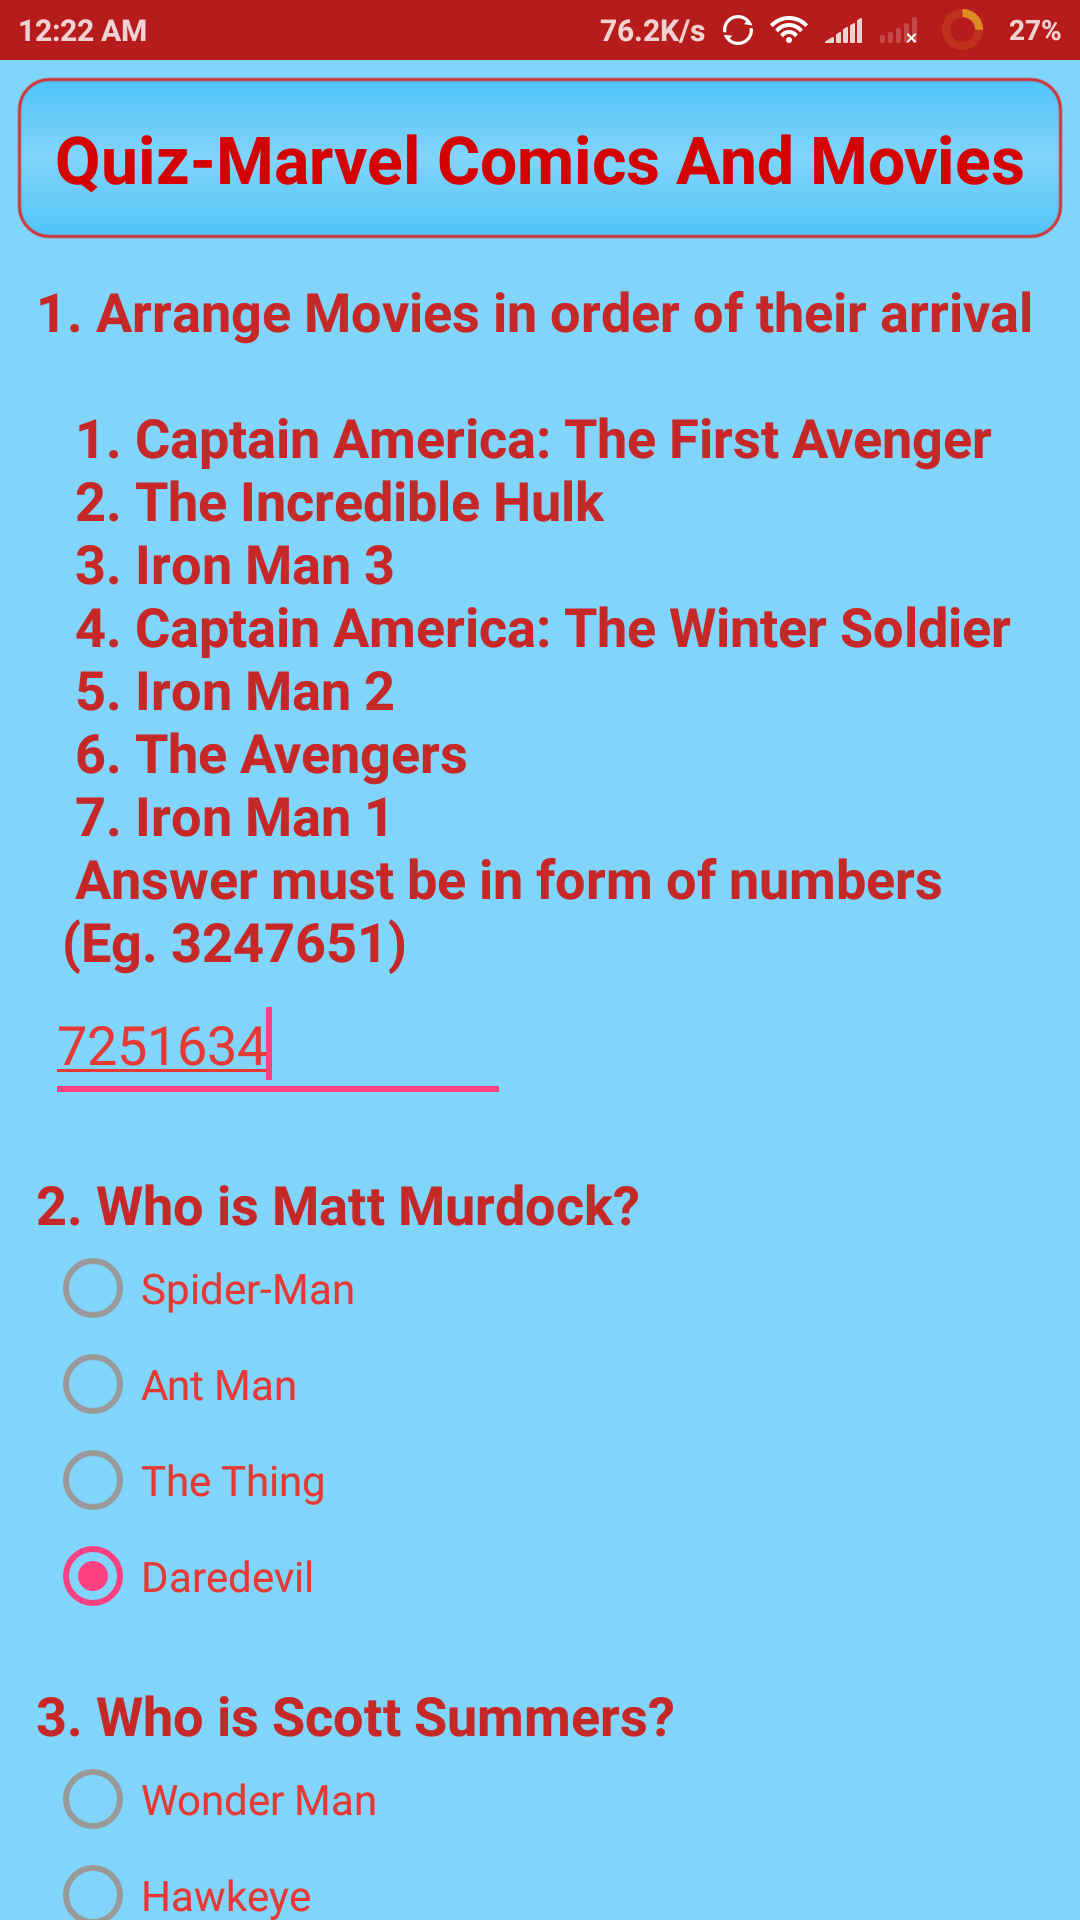 12:22 AM 76.2K/s 27%
Quiz-Marvel Comics And Movies
1. Arrange Movies in order of their arrival
1. Captain America: The First Avenger
2. The Incredible Hulk
3. Iron Man 3
4. Captain America: The Winter Soldier
5. Iron Man 2
6. The Avengers
7. Iron Man 1
Answer must be in form of numbers
(Eg. 3247651)
7251634
2. Who is Matt Murdock?
Spider-Man
Ant Man
The Thing
Daredevil
3. Who is Scott Summers?
Wonder Man
Hawkeye